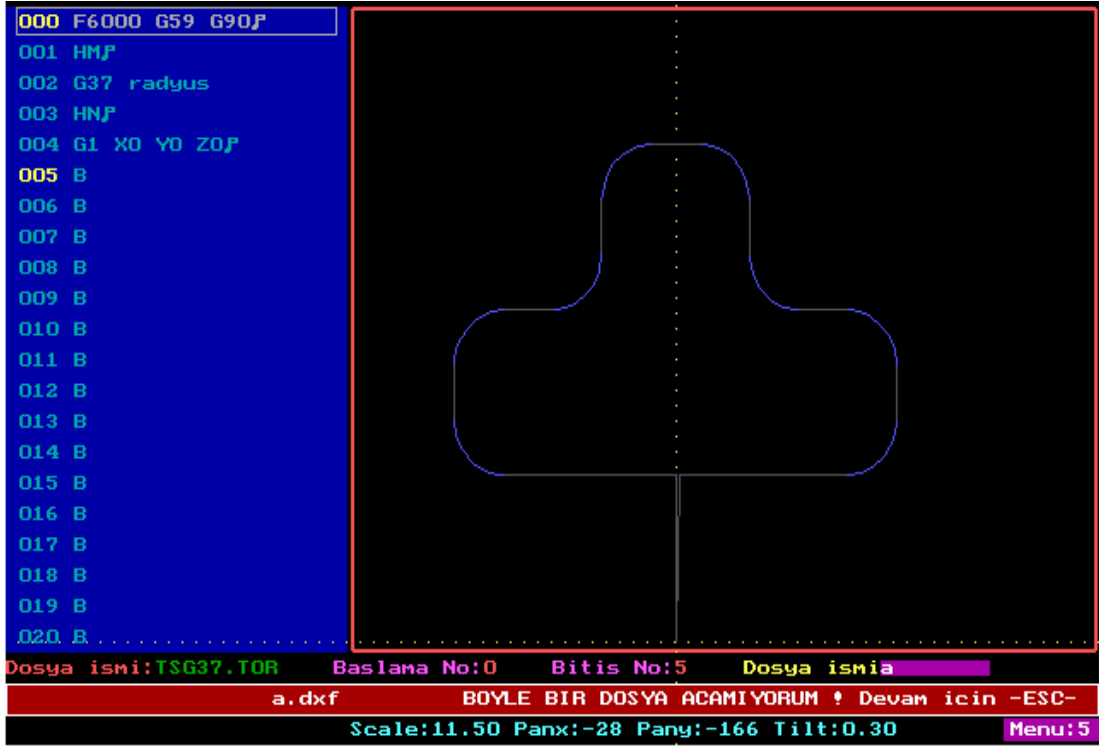 000 F6000 G59 G90♪
001 HM♪
002 G37 radyus
003 HN♪
004 G1 X0 Y0 Z0♪
005 B
006 B
007 B
008 B
009 B
010 B
011 B
012 B
013 B
014 B
015 B
016 B
017 B
018 B
019 B
020 B
Dosya ismi:TSG37.TOR Baslama No:0 Bitis No:5 Dosya ismia
a.dxf BOYLE BIR DOSYA ACAMIYORUM ! Devam icin -ESC-
Scale:11.50 Panx:-28 Pany:-166 Tilt:0.30 Menu:5